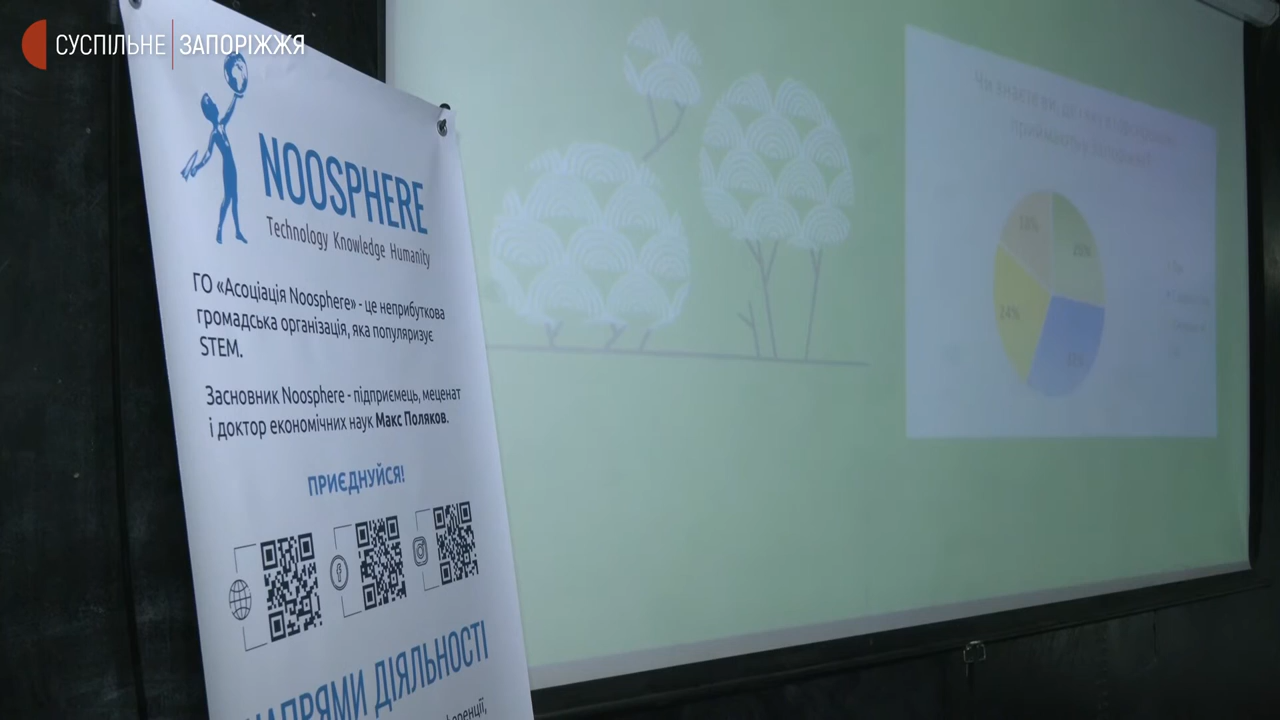 СУСПІЛЬНЕ ЗАПОРІЖЖЯ
NOOSPHERE
Technology Knowledge Humanity
ГО «Асоціація Noosphere» - це неприбуткова
громадська організація, яка популяризує
STEM.
Засновник Noosphere - підприємець, меценат
і доктор економічних наук Макс Поляков.
ПРИЄДНУЙСЯ!
НАПРЯМИ ДІЯЛЬНОСТІ